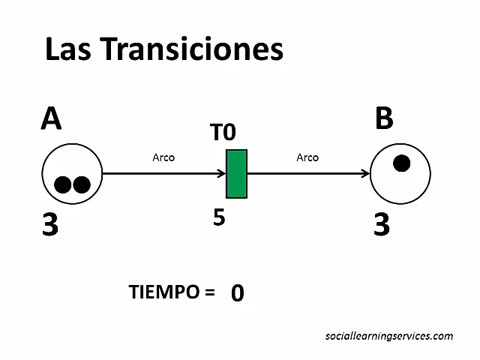 Las Transiciones
A
B
T0
Arco
Arco
3
5
3
TIEMPO = 0
sociallearningservices.com